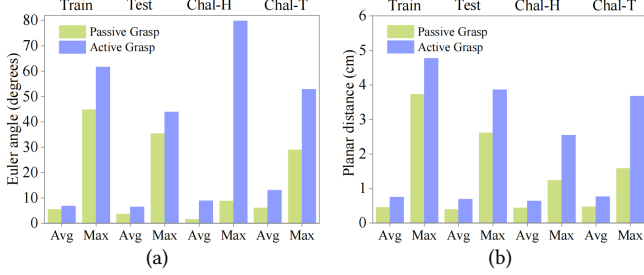 Train Test Chal-H Chal-T
80
70
60
50
40
30
20
10
0
Euler angle (degrees)
Passive Grasp
Active Grasp
Avg Max Avg Max Avg Max Avg Max
(a)
Train Test Chal-H Chal-T
6
5
4
3
2
1
0
Planar distance (cm)
Passive Grasp
Active Grasp
Avg Max Avg Max Avg Max Avg Max
(b)